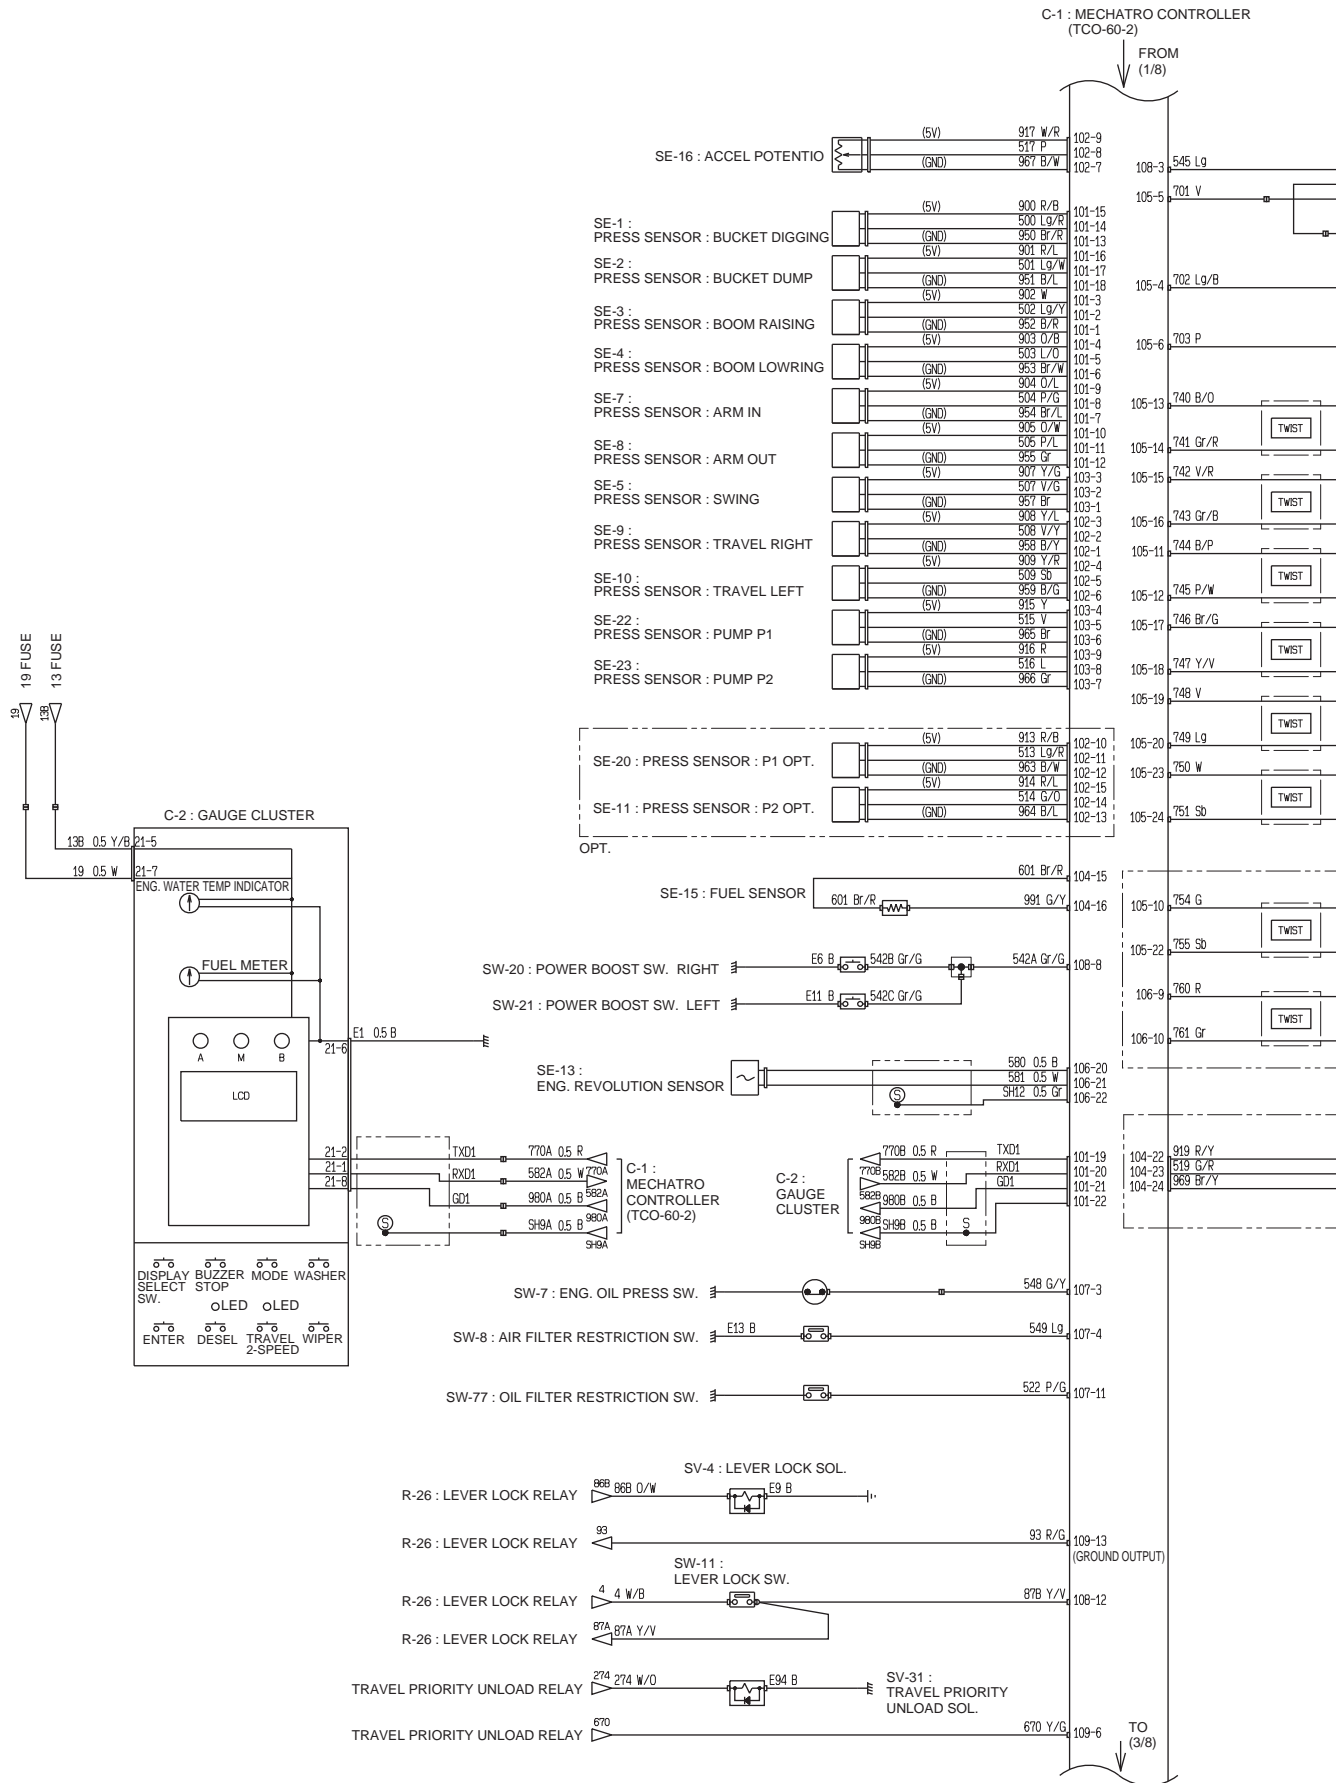 C-1 : MECHATRO CONTROLLER
(TCO-60-2)
FROM
(1/8)
SE-16 : ACCEL POTENTIO
(5V) 917 W/R 102-9
517 P 102-8
(GND) 967 B/W 102-7
SE-1 :
PRESS SENSOR : BUCKET DIGGING
(5V) 900 R/B 101-15
500 Lg/R 101-14
(GND) 950 Br/R 101-13
SE-2 :
PRESS SENSOR : BUCKET DUMP
(5V) 901 R/L 101-16
501 Lg/W 101-17
(GND) 951 B/L 101-18
SE-3 :
PRESS SENSOR : BOOM RAISING
(5V) 902 W 101-3
502 Lg/Y 101-2
(GND) 952 B/R 101-1
SE-4 :
PRESS SENSOR : BOOM LOWRING
(5V) 903 O/B 101-4
503 L/O 101-5
(GND) 953 Br/W 101-6
SE-7 :
PRESS SENSOR : ARM IN
(5V) 904 O/L 101-9
504 P/G 101-8
(GND) 954 Br/L 101-7
SE-8 :
PRESS SENSOR : ARM OUT
(5V) 905 O/W 101-10
505 P/L 101-11
(GND) 955 Gr 101-12
SE-5 :
PRESS SENSOR : SWING
(5V) 907 Y/G 103-3
507 V/G 103-2
(GND) 957 Br 103-1
SE-9 :
PRESS SENSOR : TRAVEL RIGHT
(5V) 908 Y/L 102-3
508 V/Y 102-2
(GND) 958 B/Y 102-1
SE-10 :
PRESS SENSOR : TRAVEL LEFT
(5V) 909 Y/R 102-4
509 Sb 102-5
(GND) 959 B/G 102-6
SE-22 :
PRESS SENSOR : PUMP P1
(5V) 915 Y 103-4
515 V 103-5
(GND) 965 Br 103-6
SE-23 :
PRESS SENSOR : PUMP P2
(5V) 916 R 103-9
516 L 103-8
(GND) 966 Gr 103-7
SE-20 : PRESS SENSOR : P1 OPT.
(5V) 913 R/B 102-10
513 Lg/R 102-11
(GND) 963 B/W 102-12
SE-11 : PRESS SENSOR : P2 OPT.
(5V) 914 R/L 102-15
514 G/O 102-14
(GND) 964 B/L 102-13
OPT.
108-3 545 Lg
105-5 701 V
105-4 702 Lg/B
105-6 703 P
105-13 740 B/O
TWIST
105-14 741 Gr/R
105-15 742 V/R
TWIST
105-16 743 Gr/B
105-11 744 B/P
TWIST
105-12 745 P/W
105-17 746 Br/G
TWIST
105-18 747 Y/V
105-19 748 V
TWIST
105-20 749 Lg
105-23 750 W
TWIST
105-24 751 Sb
105-10 754 G
TWIST
105-22 755 Sb
106-9 760 R
TWIST
106-10 761 Gr
104-22 919 R/Y
104-23 519 G/R
104-24 969 Br/Y
19 FUSE
13 FUSE
19
13B
C-2 : GAUGE CLUSTER
13B 0.5 Y/B 21-5
19 0.5 W 21-7
ENG. WATER TEMP INDICATOR
FUEL METER
A M B
LCD
21-6 E1 0.5 B
21-2 TXD1 770A 0.5 R 770A
21-1 RXD1 582A 0.5 W 582A
21-8 GD1 980A 0.5 B 980A
S SH9A 0.5 B SH9A
C-1 :
MECHATRO
CONTROLLER
(TCO-60-2)
DISPLAY
SELECT
SW.
BUZZER
STOP
MODE
WASHER
LED LED
ENTER
DESEL
TRAVEL
2-SPEED
WIPER
SE-15 : FUEL SENSOR
601 Br/R 104-15
601 Br/R 991 G/Y 104-16
SW-20 : POWER BOOST SW. RIGHT
E6 B 542B Gr/G 542A Gr/G 108-8
SW-21 : POWER BOOST SW. LEFT
E11 B 542C Gr/G
SE-13 :
ENG. REVOLUTION SENSOR
580 0.5 B 106-20
581 0.5 W 106-21
S SH12 0.5 Gr 106-22
C-2 :
GAUGE
CLUSTER
770B 770B 0.5 R TXD1 101-19
582B 582B 0.5 W RXD1 101-20
980B 980B 0.5 B GD1 101-21
SH9B SH9B 0.5 B S 101-22
SW-7 : ENG. OIL PRESS SW. 548 G/Y 107-3
SW-8 : AIR FILTER RESTRICTION SW. E13 B 549 Lg 107-4
SW-77 : OIL FILTER RESTRICTION SW. 522 P/G 107-11
SV-4 : LEVER LOCK SOL.
R-26 : LEVER LOCK RELAY 86B 86B O/W E9 B
R-26 : LEVER LOCK RELAY 93 93 R/G 109-13
(GROUND OUTPUT)
SW-11 :
LEVER LOCK SW.
R-26 : LEVER LOCK RELAY 4 4 W/B 87B Y/V 108-12
R-26 : LEVER LOCK RELAY 87A 87A Y/V
TRAVEL PRIORITY UNLOAD RELAY 274 274 W/O E94 B
SV-31 :
TRAVEL PRIORITY
UNLOAD SOL.
TRAVEL PRIORITY UNLOAD RELAY 670 670 Y/G 109-6
TO
(3/8)